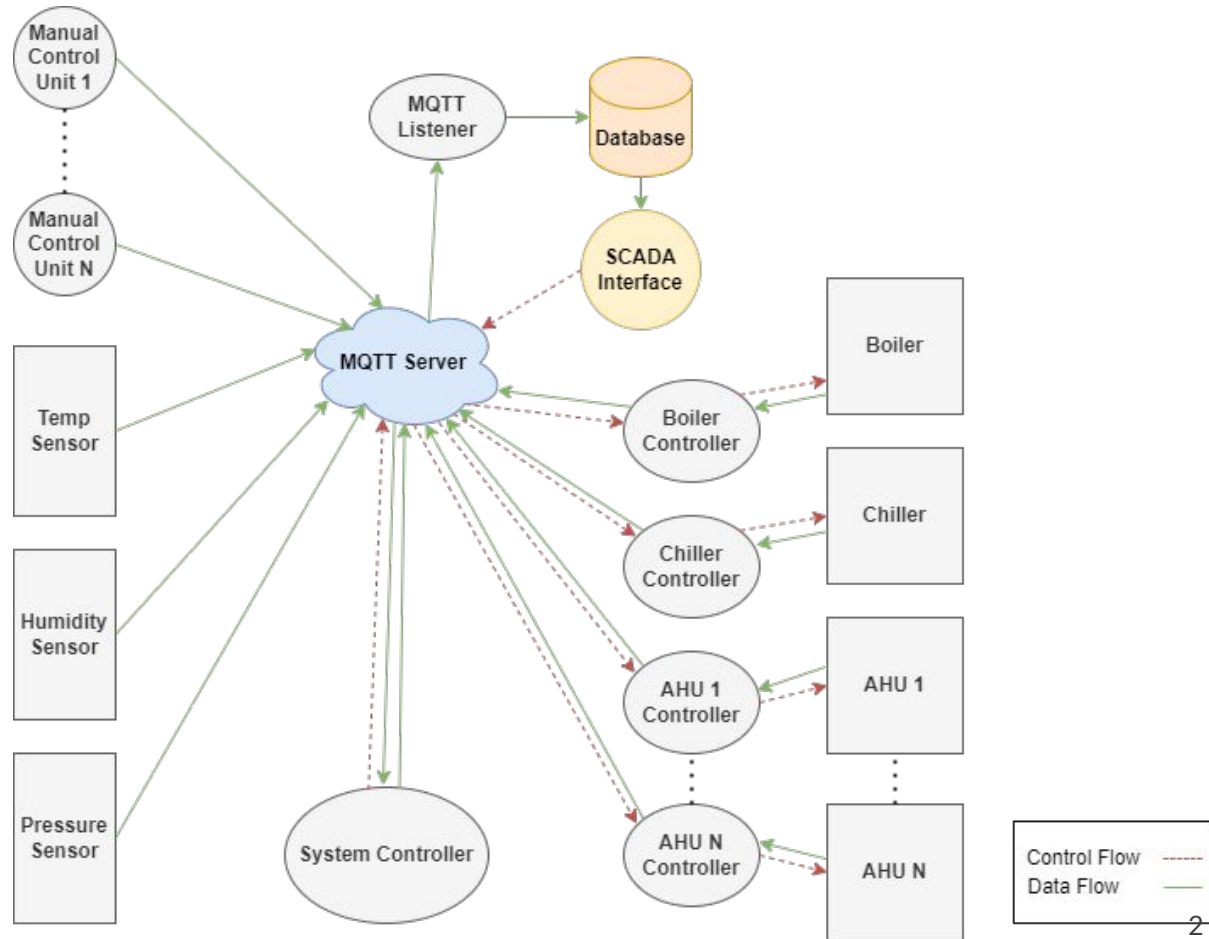 Manual
Control
Unit 1
MQTT
Listener
Database
Manual
Control
Unit N
SCADA
Interface
MQTT Server
Boiler
Temp
Sensor
Boiler
Controller
Chiller
Chiller
Controller
Humidity
Sensor
AHU 1
Controller
AHU 1
Pressure
Sensor
System Controller
AHU N
Controller
AHU N
Control Flow
Data Flow
2